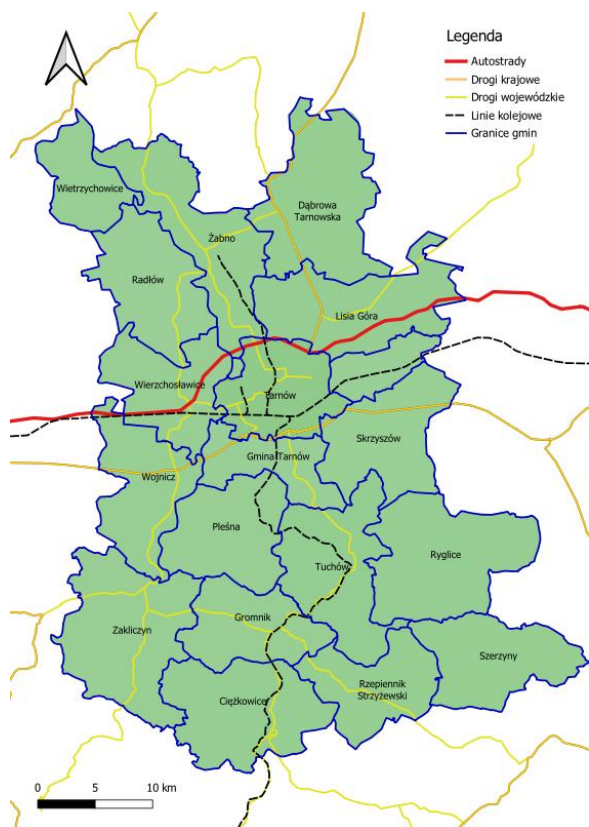 Legenda
Autostrady
Drogi krajowe
Drogi wojewódzkie
Linie kolejowe
Granice gmin
Wietrzychowice
Dąbrowa
Tarnowska
Żabno
Radłów
Lisia Góra
Wierzchosławice
Tarnów
Skrzyszów
Gmina Tarnów
Wojnicz
Pleśna
Ryglice
Tuchów
Gromnik
Zakliczyn
Szerzyny
Rzepiennik
Strzyżewski
Ciężkowice
0 5 10 km